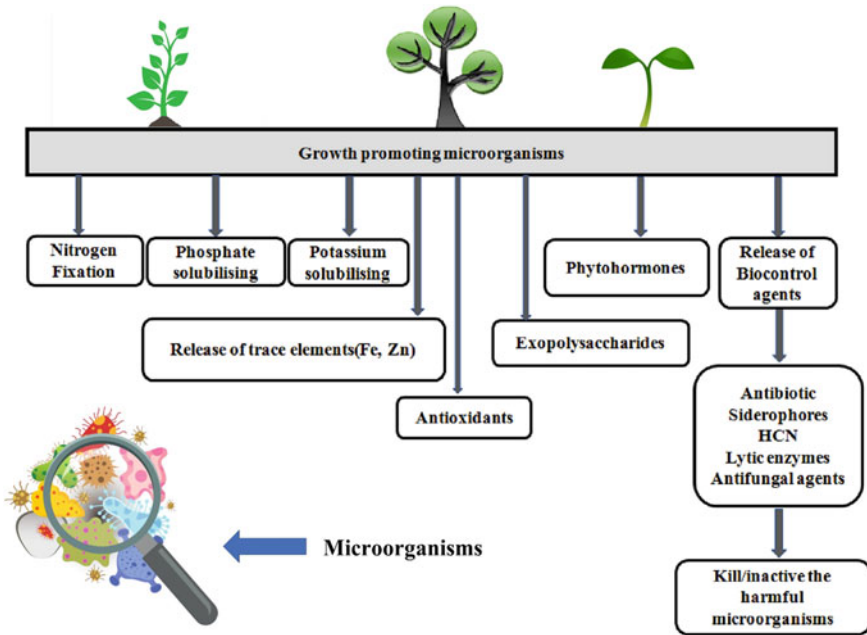 Growth promoting microorganisms
Nitrogen
Fixation
Phosphate
solubilising
Potassium
solubilising
Phytohormones
Release of
Biocontrol
agents
Release of trace elements(Fe, Zn)
Exopolysaccharides
Antioxidants
Antibiotic
Siderophores
HCN
Lytic enzymes
Antifungal agents
Microorganisms
Kill/inactive the
harmful
microorganisms